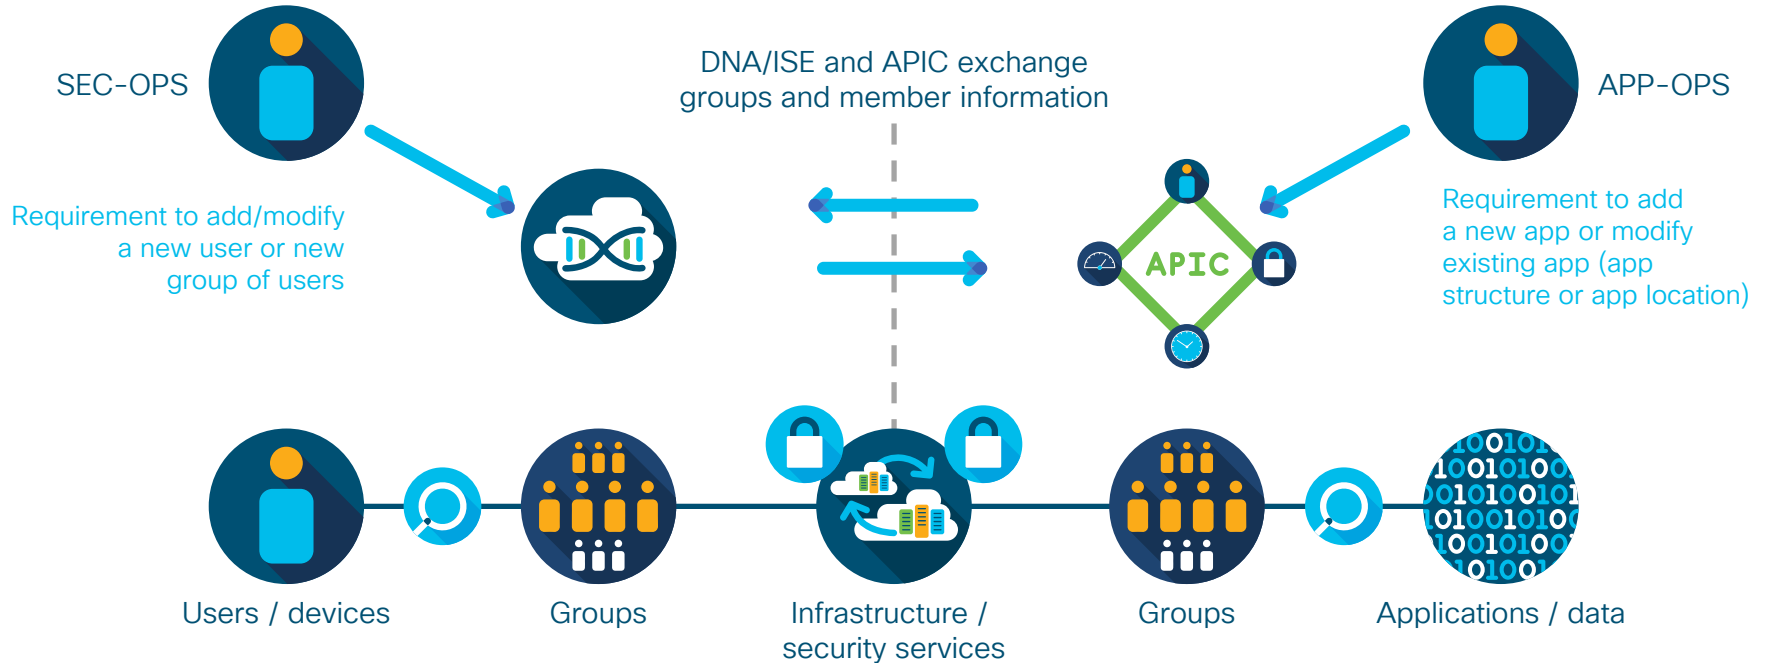 SEC-OPS
DNA/ISE and APIC exchange
groups and member information
APP-OPS
Requirement to add/modify
a new user or new
group of users
APIC
Requirement to add
a new app or modify
existing app (app
structure or app location)
Users / devices
Groups
Infrastructure /
security services
Groups
Applications / data